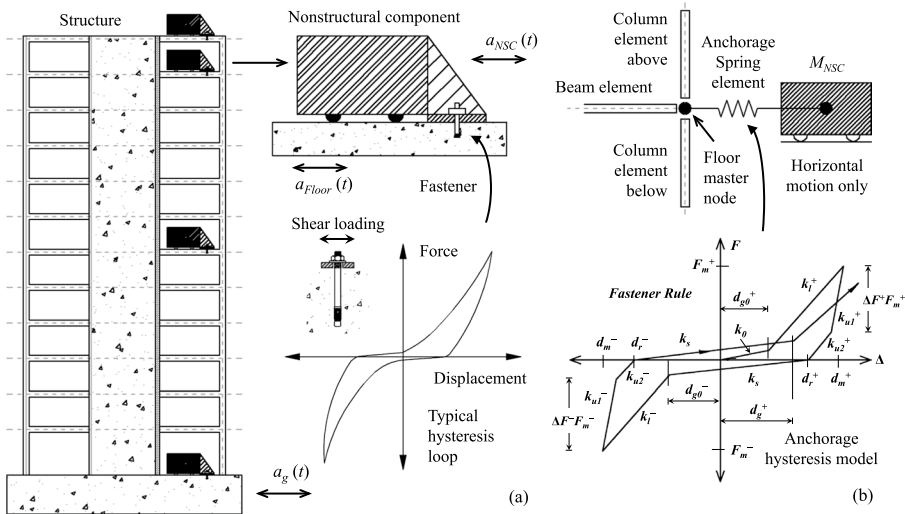 Structure
Nonstructural component
a_NSC (t)
a_Floor (t)
Fastener
Shear loading
Force
Displacement
Typical
hysteresis
loop
a_g (t)
(a)
Column
element
above
Anchorage
Spring
element
M_NSC
Beam element
Column
element
below
Floor
master
node
Horizontal
motion only
F
F_m^+
Fastener Rule
d_g0^+
k_l^+
ΔF^+F_m^+
k_u1^+
k_0
k_s
k_u2^+
d_m^−
d_r^−
Δ
k_u2^−
k_s
d_r^+
d_m^+
k_u1^−
d_g0^−
ΔF^−F_m^−
k_l^−
d_g^+
F_m^−
Anchorage
hysteresis model
(b)